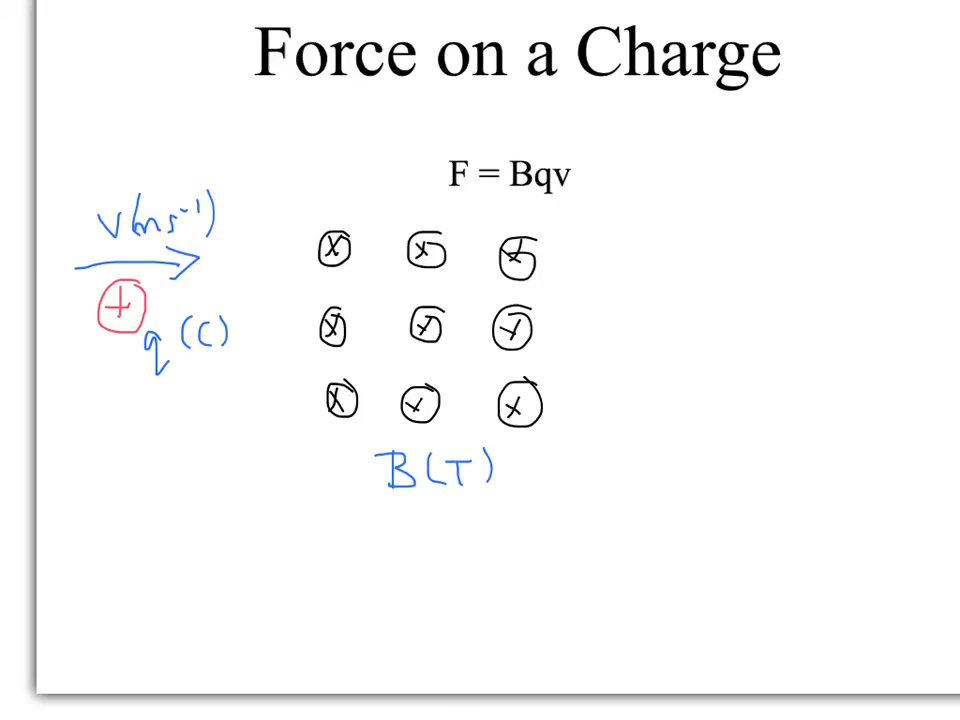 Force on a Charge
F = Bqv
v(ms⁻¹)
+
q (C)
x x x
x x x
x x x
B(T)